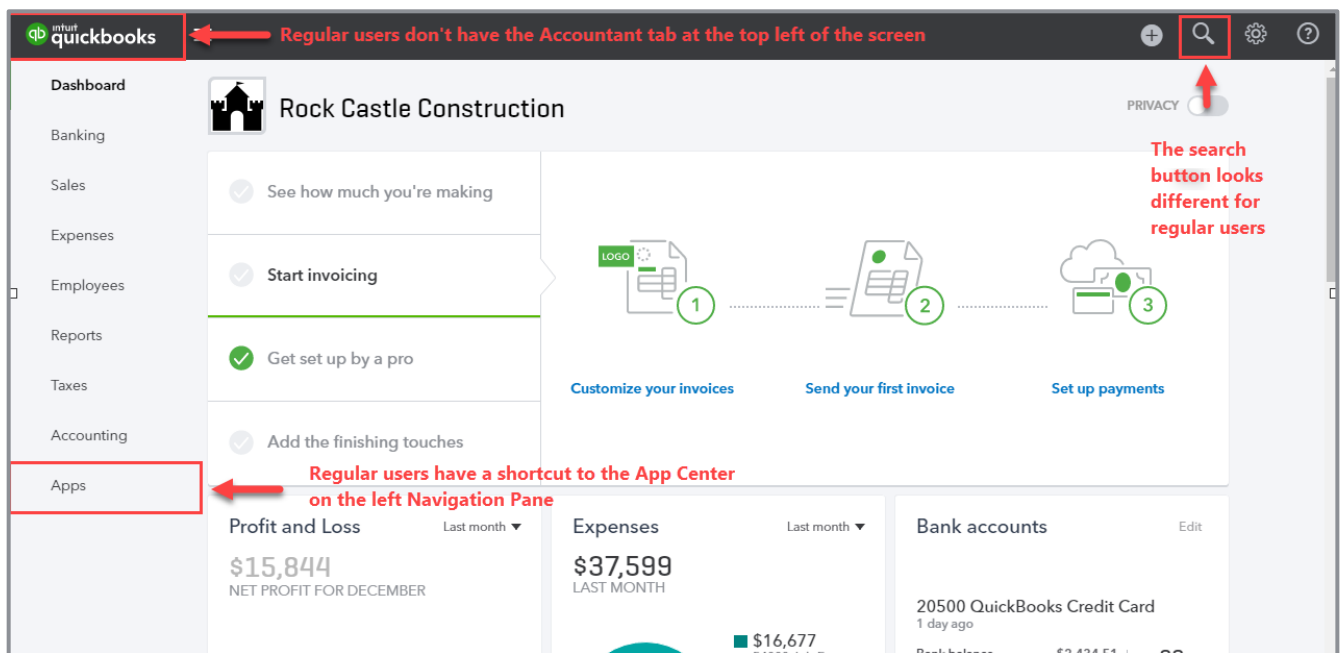 intuit
quickbooks
Regular users don't have the Accountant tab at the top left of the screen
Dashboard
Banking
Sales
Expenses
Employees
Reports
Taxes
Accounting
Apps
Rock Castle Construction
PRIVACY
The search
button looks
different for
regular users
See how much you're making
Start invoicing
Get set up by a pro
Add the finishing touches
LOGO
1
2
3
Customize your invoices
Send your first invoice
Set up payments
Regular users have a shortcut to the App Center
on the left Navigation Pane
Profit and Loss
Last month
$15,844
NET PROFIT FOR DECEMBER
Expenses
Last month
$37,599
LAST MONTH
$16,677
Bank accounts
Edit
20500 QuickBooks Credit Card
1 day ago
Bank balance